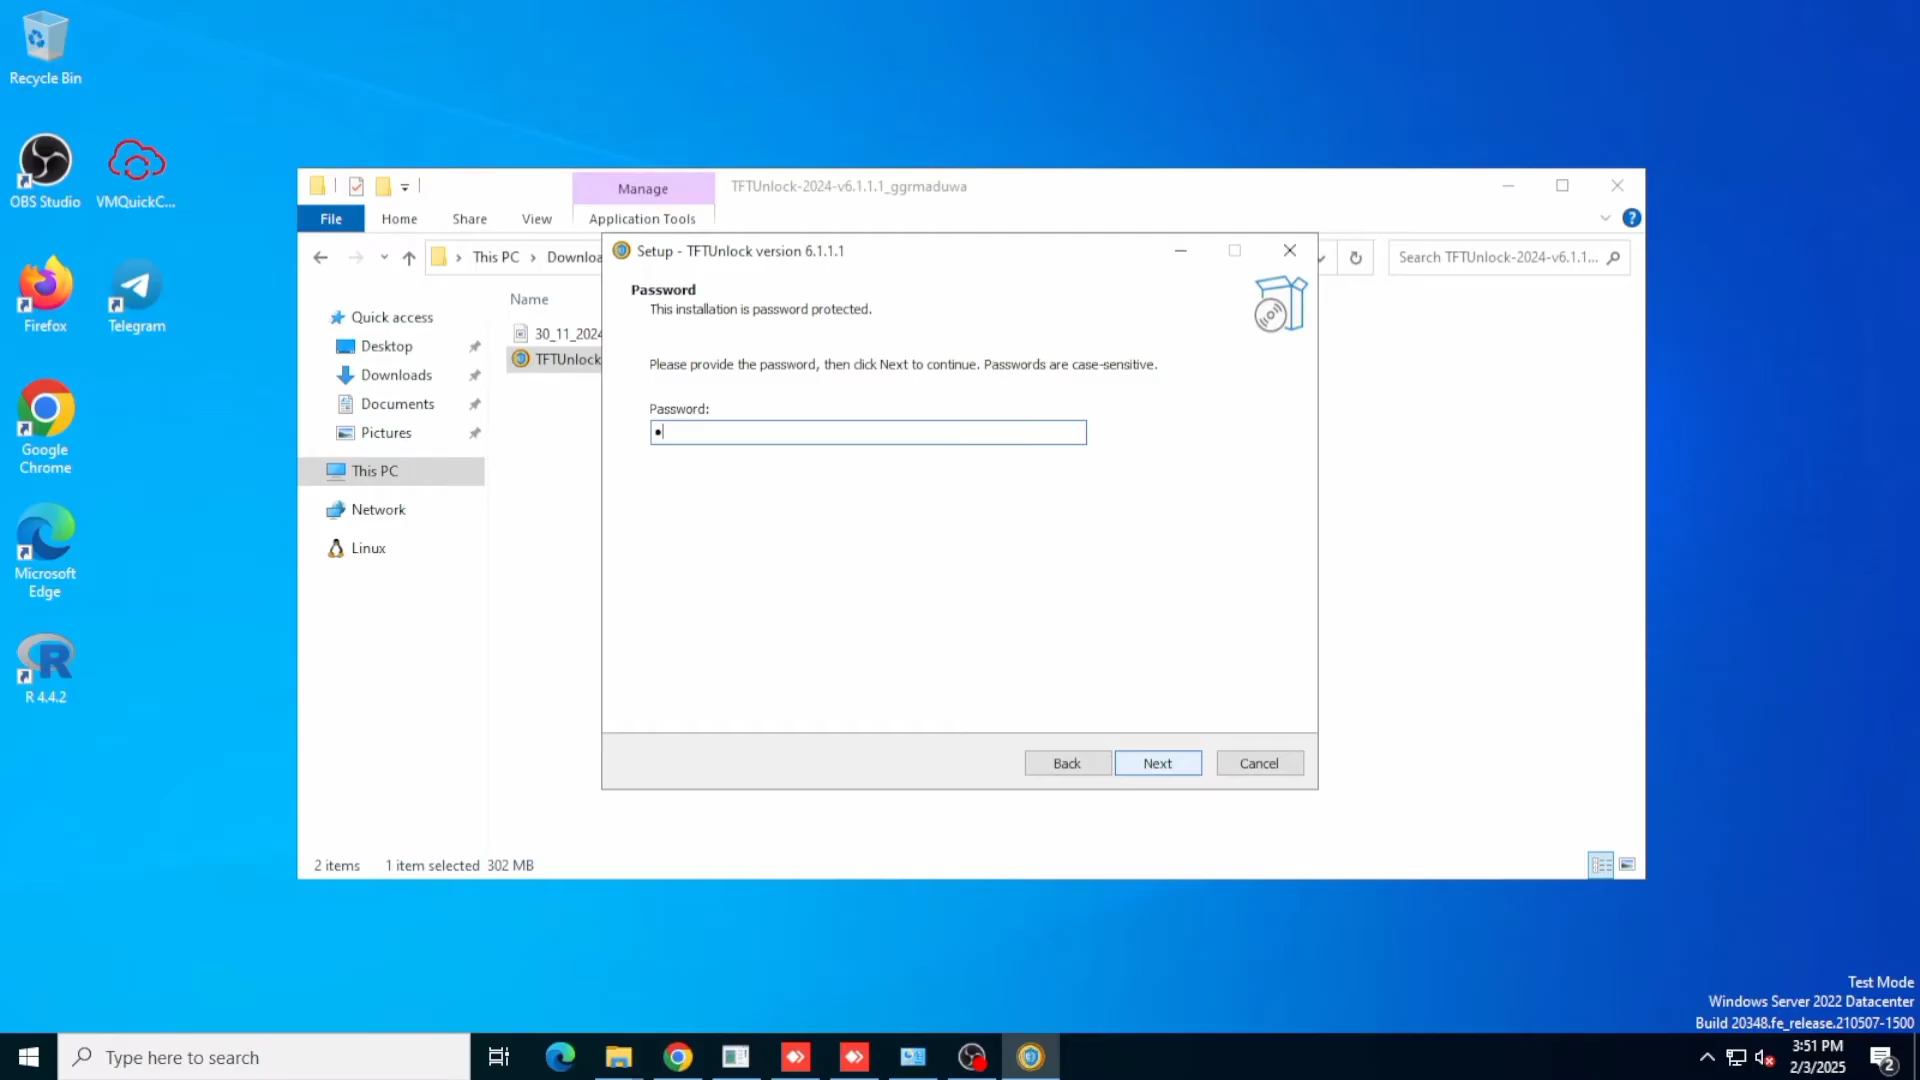 Recycle Bin
OBS Studio
VMQuickC...
Firefox
Telegram
Google
Chrome
Microsoft
Edge
R 4.4.2
Manage
TFTUnlock-2024-v6.1.1.1_ggrmaduwa
File
Home
Share
View
Application Tools
This PC
Downloa
Search TFTUnlock-2024-v6.1.1...
Quick access
Desktop
Downloads
Documents
Pictures
This PC
Network
Linux
Name
30_11_2024
TFTUnlock
Setup - TFTUnlock version 6.1.1.1
Password
This installation is password protected.
Please provide the password, then click Next to continue. Passwords are case-sensitive.
Password:
Back
Next
Cancel
2 items
1 item selected 302 MB
Test Mode
Windows Server 2022 Datacenter
Build 20348.fe_release.210507-1500
Type here to search
3:51 PM
2/3/2025
2